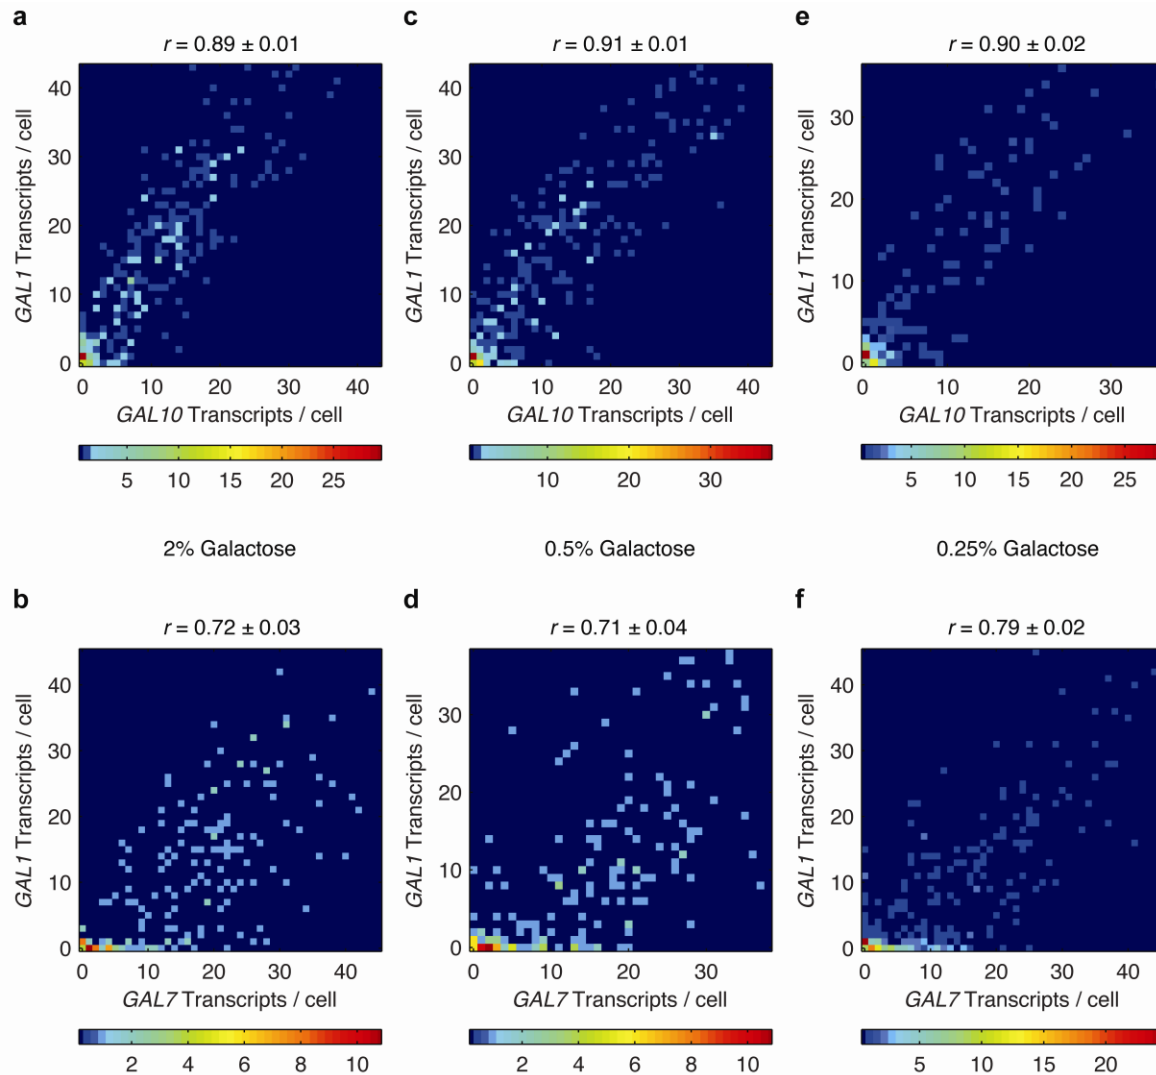 a
r = 0.89 ± 0.01
GAL1 Transcripts / cell
40
30
20
10
0
0 10 20 30 40
GAL10 Transcripts / cell
5 10 15 20 25
c
r = 0.91 ± 0.01
GAL1 Transcripts / cell
40
30
20
10
0
0 10 20 30 40
GAL10 Transcripts / cell
10 20 30
e
r = 0.90 ± 0.02
GAL1 Transcripts / cell
30
20
10
0
0 10 20 30
GAL10 Transcripts / cell
5 10 15 20 25
2% Galactose
0.5% Galactose
0.25% Galactose
b
r = 0.72 ± 0.03
GAL1 Transcripts / cell
40
30
20
10
0
0 10 20 30 40
GAL7 Transcripts / cell
2 4 6 8 10
d
r = 0.71 ± 0.04
GAL1 Transcripts / cell
30
20
10
0
0 10 20 30
GAL7 Transcripts / cell
2 4 6 8 10
f
r = 0.79 ± 0.02
GAL1 Transcripts / cell
40
30
20
10
0
0 10 20 30 40
GAL7 Transcripts / cell
5 10 15 20